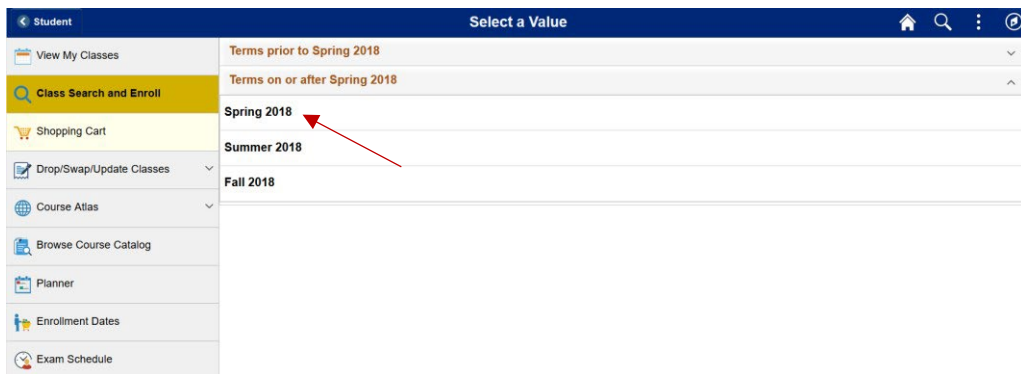 Student
Select a Value
View My Classes
Class Search and Enroll
Shopping Cart
Drop/Swap/Update Classes
Course Atlas
Browse Course Catalog
Planner
Enrollment Dates
Exam Schedule
Terms prior to Spring 2018
Terms on or after Spring 2018
Spring 2018
Summer 2018
Fall 2018